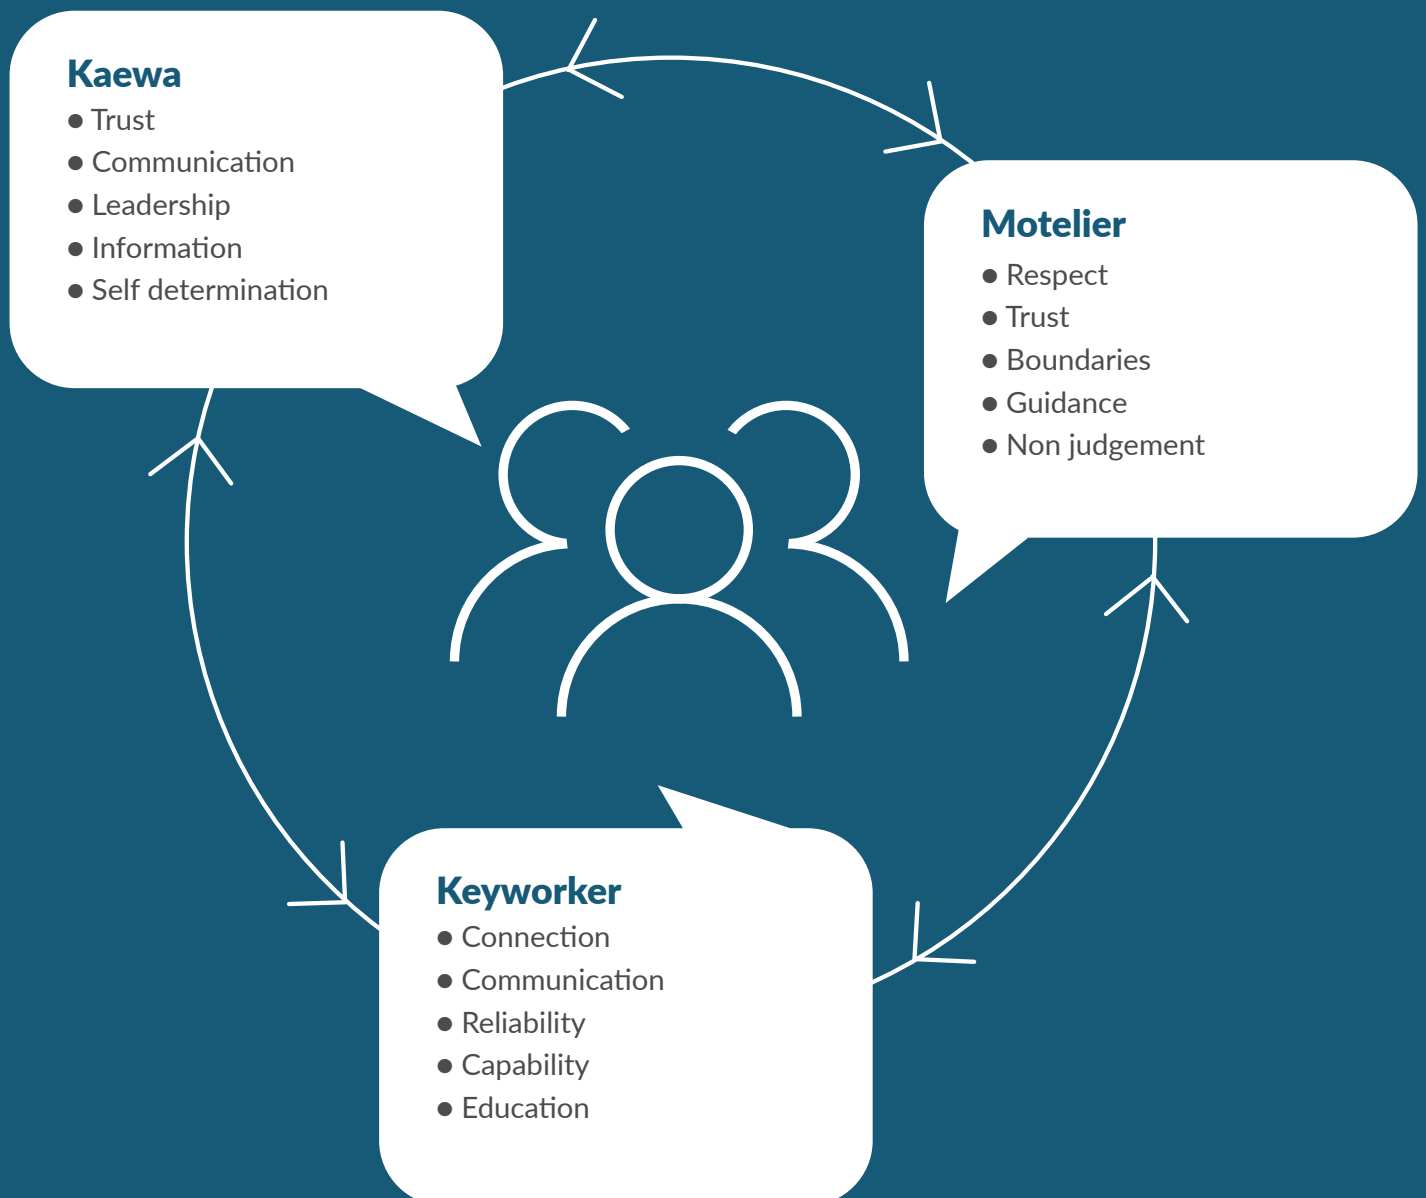 Kaewa
● Trust
● Communication
● Leadership
● Information
● Self determination
Motelier
● Respect
● Trust
● Boundaries
● Guidance
● Non judgement
Keyworker
● Connection
● Communication
● Reliability
● Capability
● Education